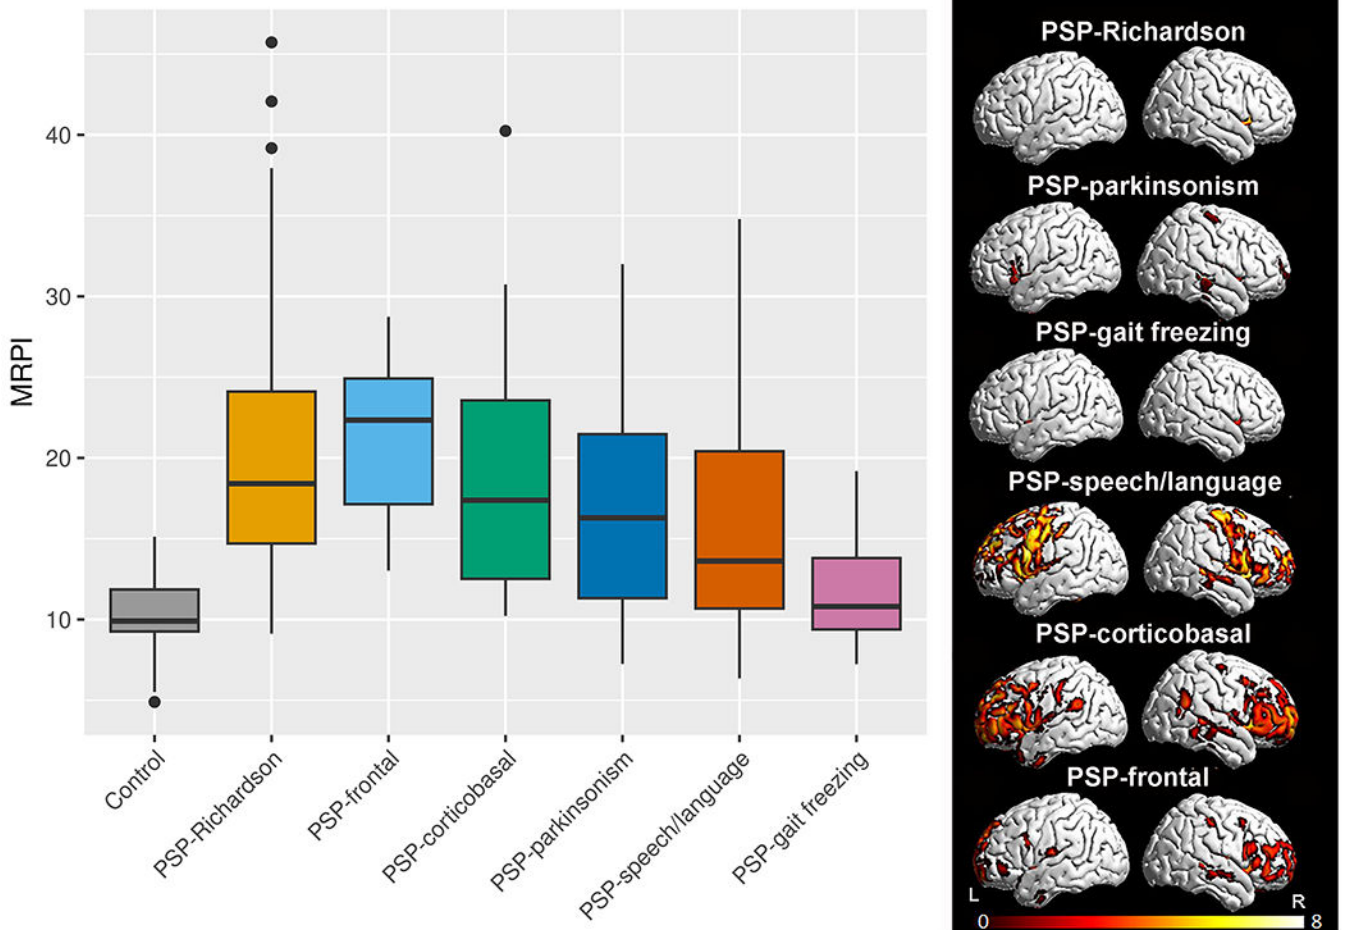 MRPI
40
30
20
10
Control
PSP-Richardson
PSP-frontal
PSP-corticobasal
PSP-parkinsonism
PSP-speech/language
PSP-gait freezing
PSP-Richardson
PSP-parkinsonism
PSP-gait freezing
PSP-speech/language
PSP-corticobasal
PSP-frontal
L R
0 8